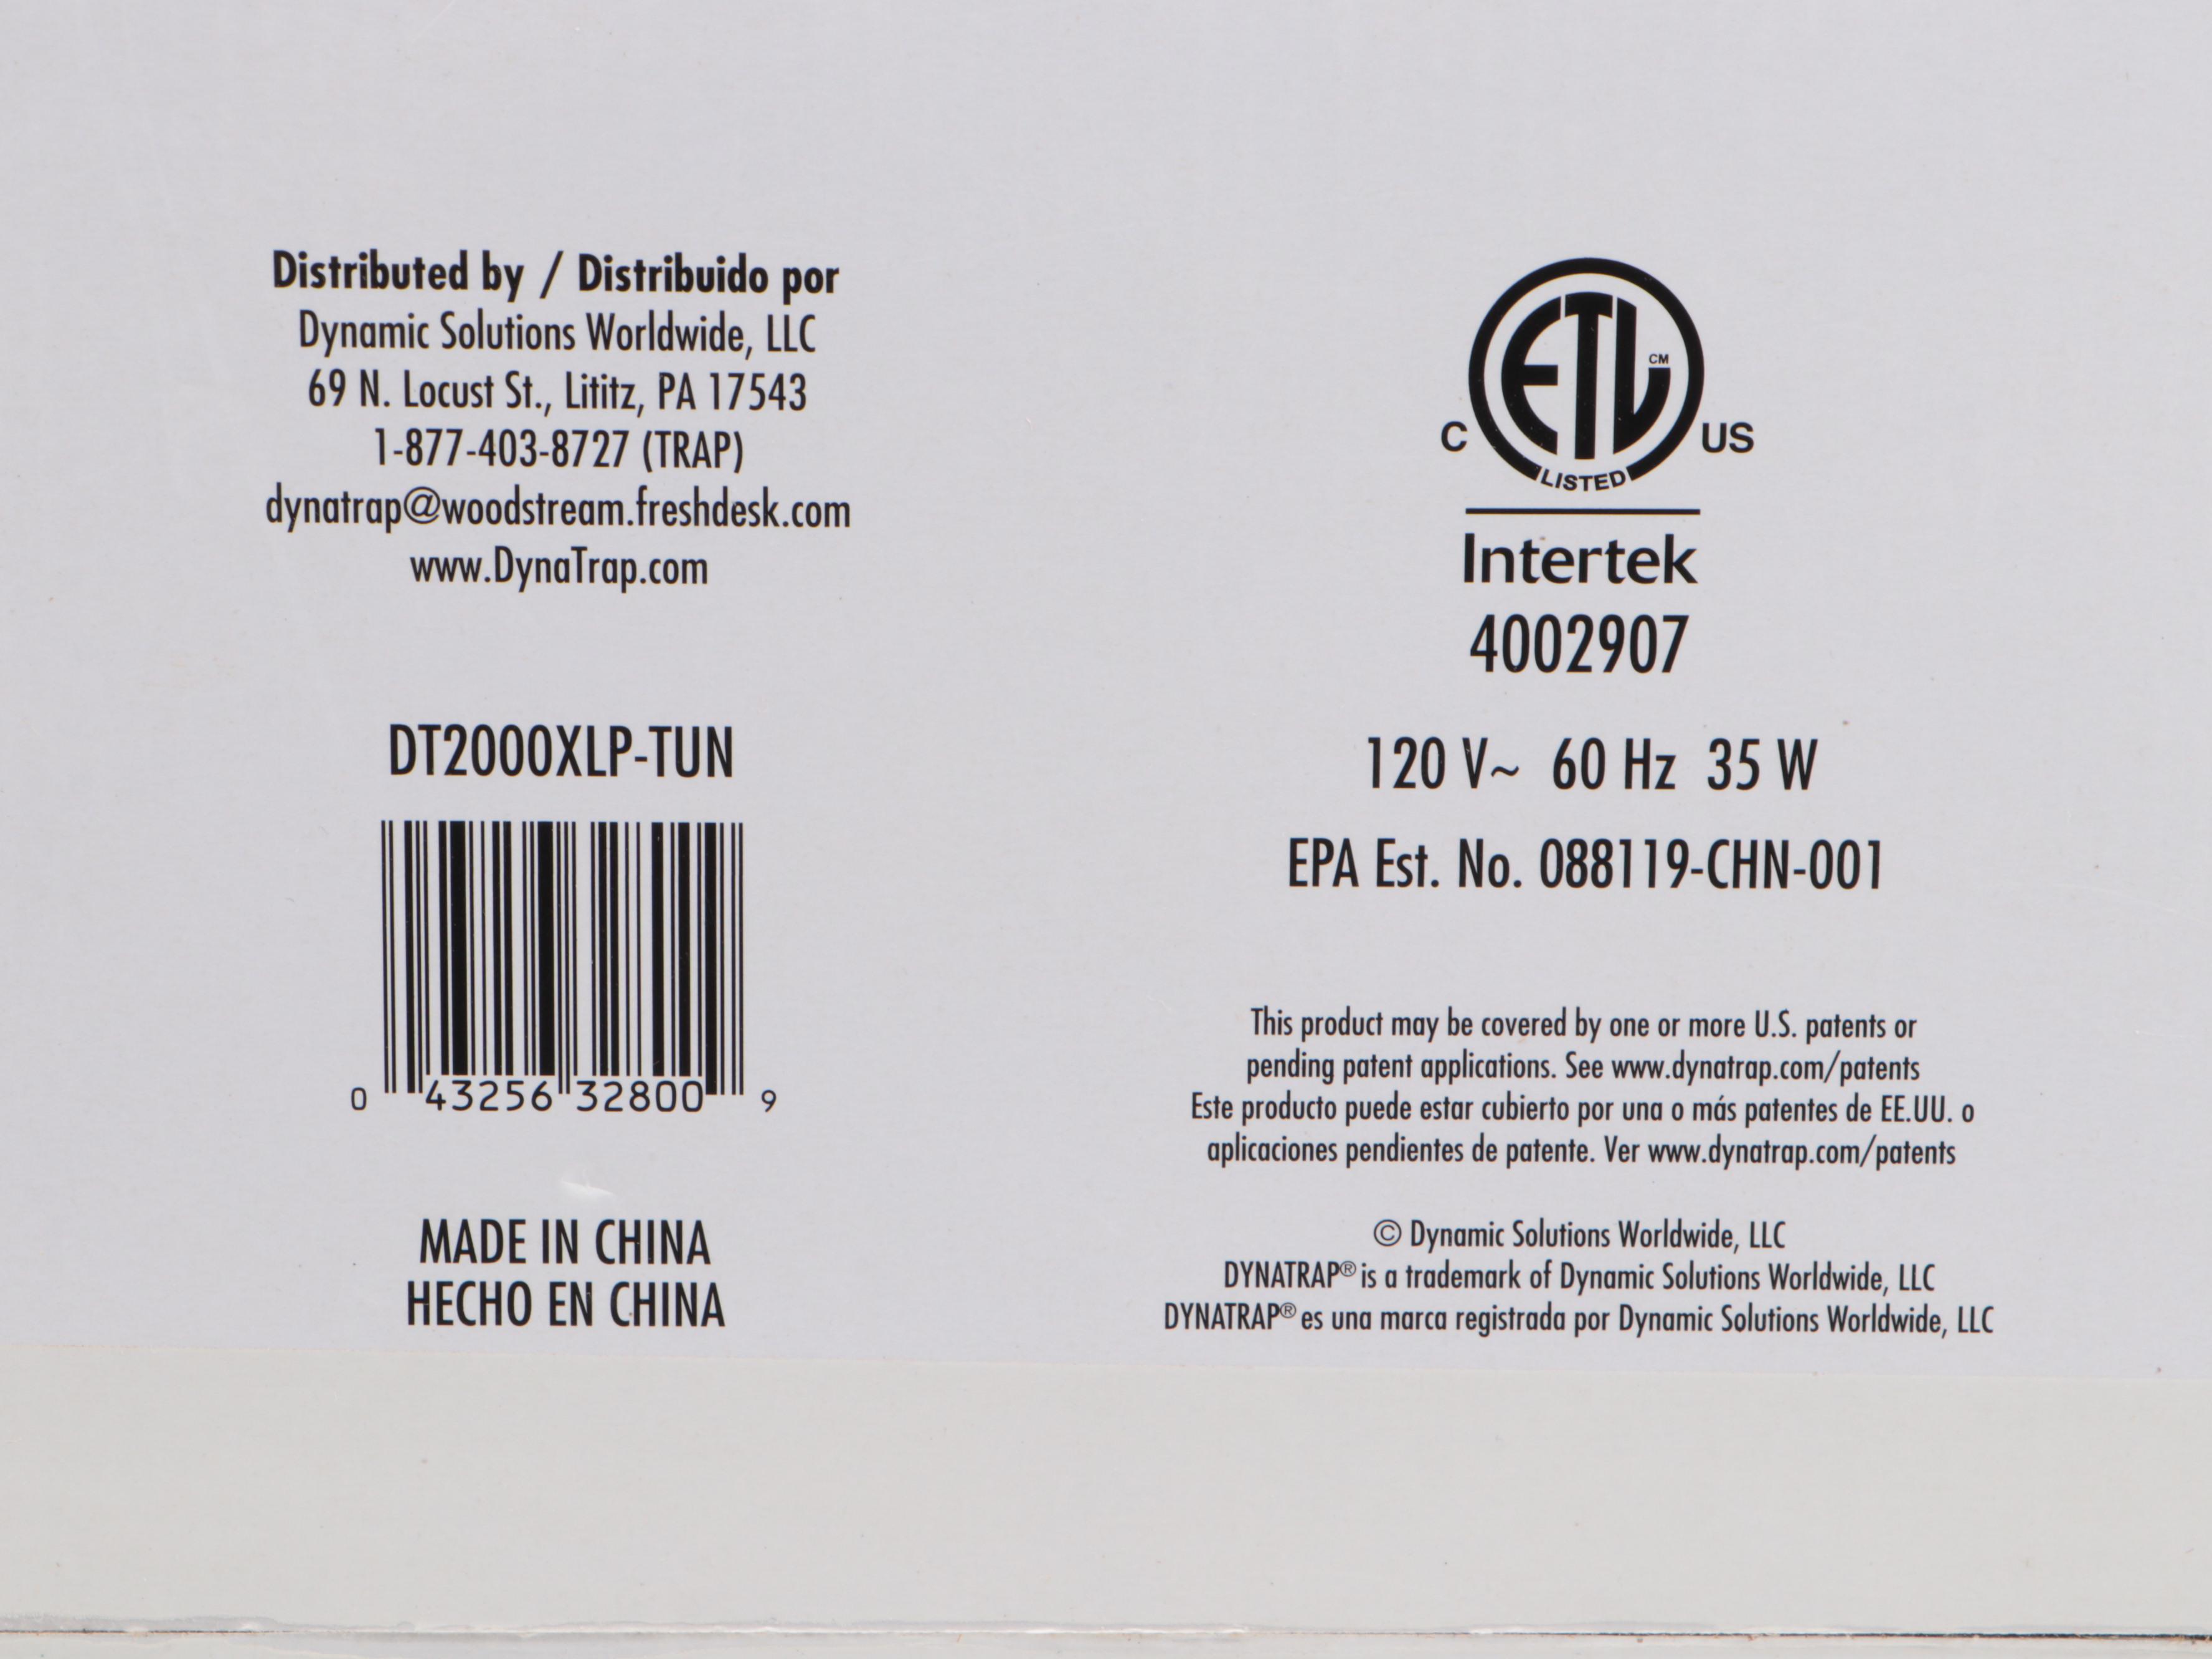 Distributed by / Distribuido por
Dynamic Solutions Worldwide, LLC
69 N. Locust St., Lititz, PA 17543
1-877-403-8727 (TRAP)
dynatrap@woodstream.freshdesk.com
www.DynaTrap.com
DT2000XLP-TUN
0 43256 32800 9
MADE IN CHINA
HECHO EN CHINA
ETL CM
C US
LISTED
Intertek
4002907
120 V~ 60 Hz 35 W
EPA Est. No. 088119-CHN-001
This product may be covered by one or more U.S. patents or
pending patent applications. See www.dynatrap.com/patents
Este producto puede estar cubierto por una o más patentes de EE.UU. o
aplicaciones pendientes de patente. Ver www.dynatrap.com/patents
© Dynamic Solutions Worldwide, LLC
DYNATRAP® is a trademark of Dynamic Solutions Worldwide, LLC
DYNATRAP® es una marca registrada por Dynamic Solutions Worldwide, LLC